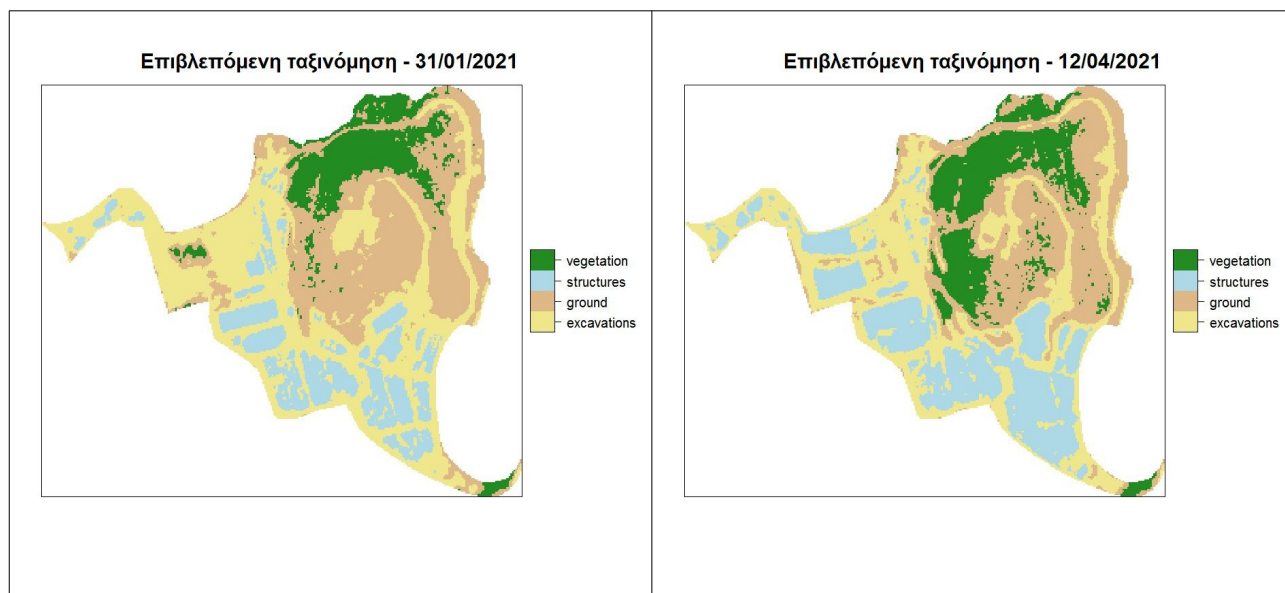 Επιβλεπόμενη ταξινόμηση - 31/01/2021
vegetation
structures
ground
excavations
Επιβλεπόμενη ταξινόμηση - 12/04/2021
vegetation
structures
ground
excavations